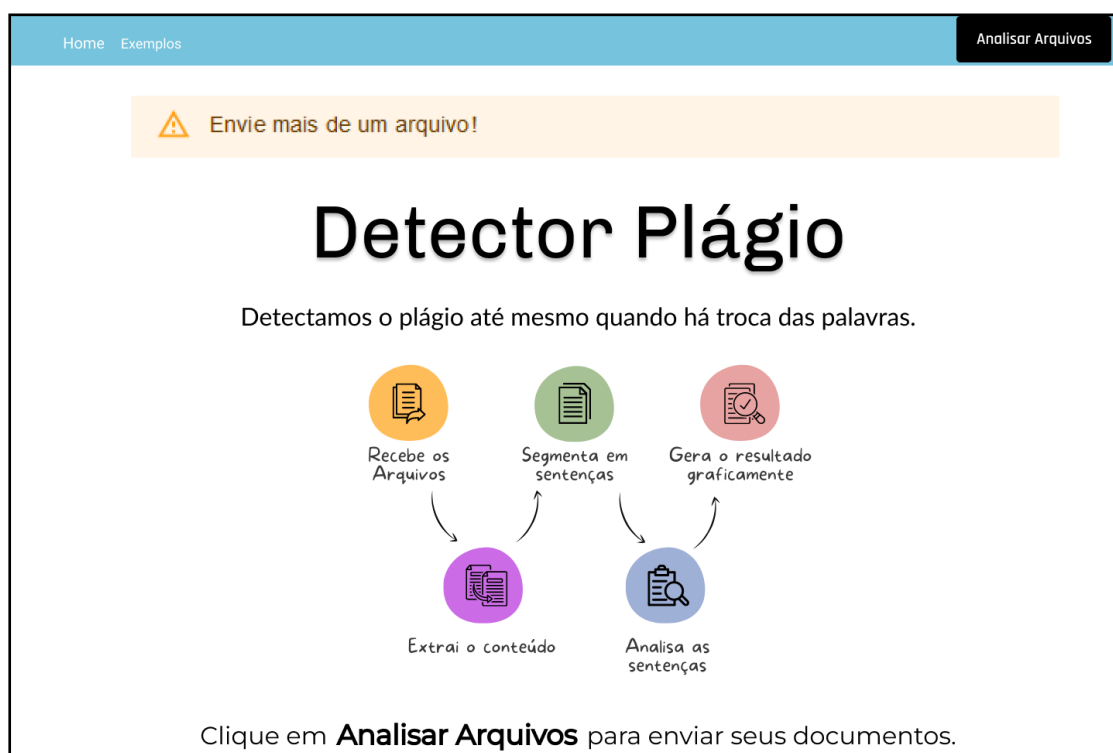 Home Exemplos Analisar Arquivos
Envie mais de um arquivo!
Detector Plágio
Detectamos o plágio até mesmo quando há troca das palavras.
Recebe os
Arquivos
Segmenta em
sentenças
Gera o resultado
graficamente
Extrai o conteúdo
Analisa as
sentenças
Clique em Analisar Arquivos para enviar seus documentos.